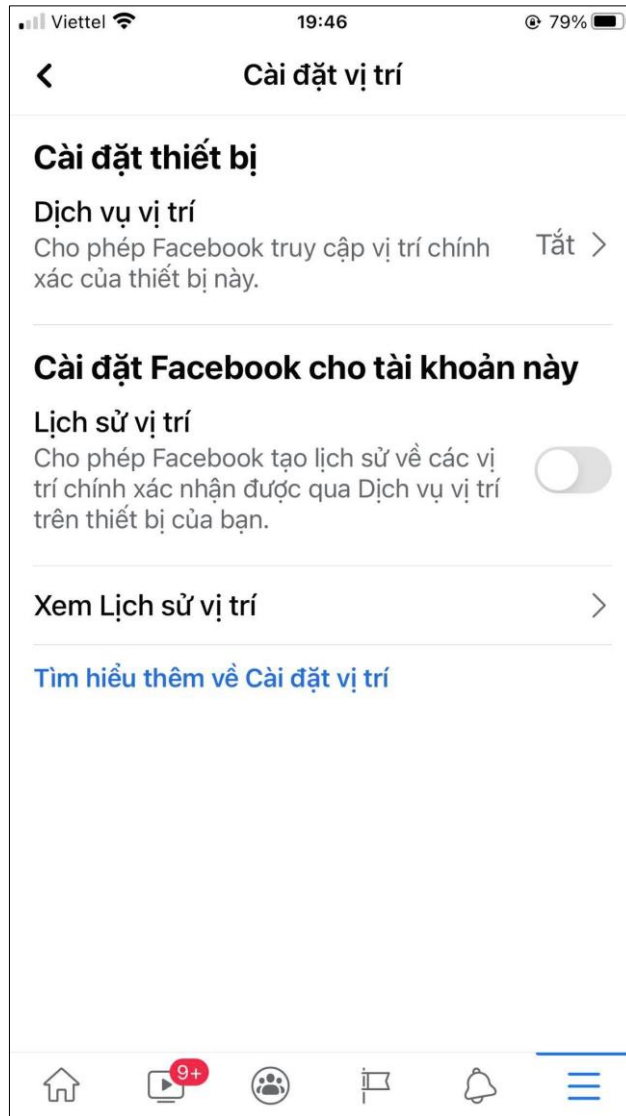 Viettel 19:46 79%
Cài đặt vị trí
Cài đặt thiết bị
Dịch vụ vị trí
Cho phép Facebook truy cập vị trí chính
xác của thiết bị này.
Tắt
Cài đặt Facebook cho tài khoản này
Lịch sử vị trí
Cho phép Facebook tạo lịch sử về các vị
trí chính xác nhận được qua Dịch vụ vị trí
trên thiết bị của bạn.
Xem Lịch sử vị trí
Tìm hiểu thêm về Cài đặt vị trí
9+